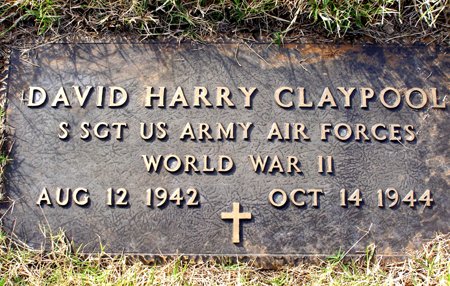 DAVID HARRY CLAYPOOL
S SGT US ARMY AIR FORCES
WORLD WAR II
AUG 12 1942 OCT 14 1944